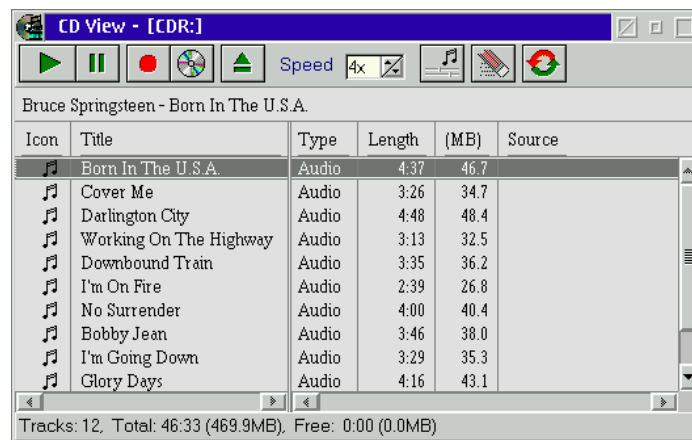 CD View - [CDR:]
Speed 4x
Bruce Springsteen - Born In The U.S.A.
Icon Title Type Length (MB) Source
Born In The U.S.A. Audio 4:37 46.7
Cover Me Audio 3:26 34.7
Darlington City Audio 4:48 48.4
Working On The Highway Audio 3:13 32.5
Downbound Train Audio 3:35 36.2
I'm On Fire Audio 2:39 26.8
No Surrender Audio 4:00 40.4
Bobby Jean Audio 3:46 38.0
I'm Going Down Audio 3:29 35.3
Glory Days Audio 4:16 43.1
Tracks: 12, Total: 46:33 (469.9MB), Free: 0:00 (0.0MB)